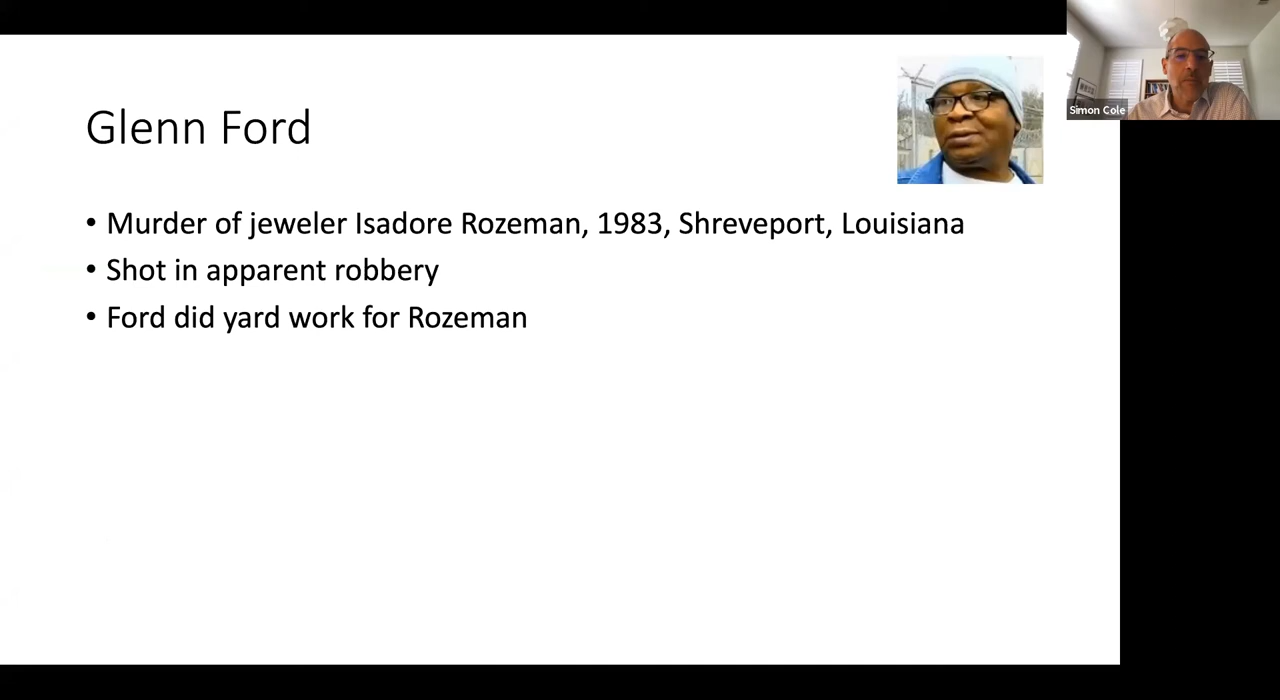 Glenn Ford
• Murder of jeweler Isadore Rozeman, 1983, Shreveport, Louisiana
• Shot in apparent robbery
• Ford did yard work for Rozeman
Simon Cole